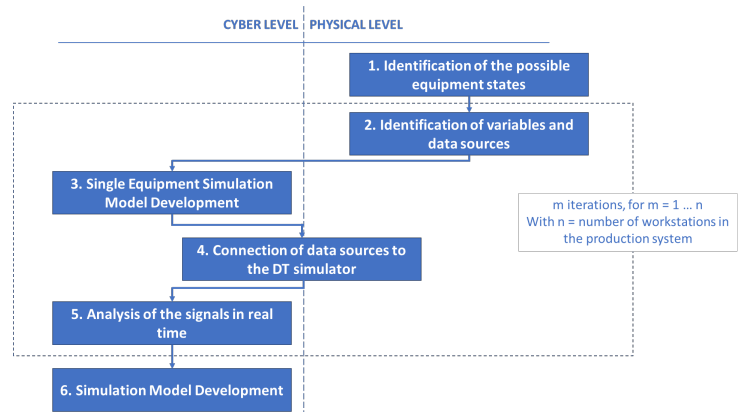 CYBER LEVEL PHYSICAL LEVEL
1. Identification of the possible
equipment states
2. Identification of variables and
data sources
3. Single Equipment Simulation
Model Development
m iterations, for m = 1 ... n
With n = number of workstations in
the production system
4. Connection of data sources to
the DT simulator
5. Analysis of the signals in real
time
6. Simulation Model Development